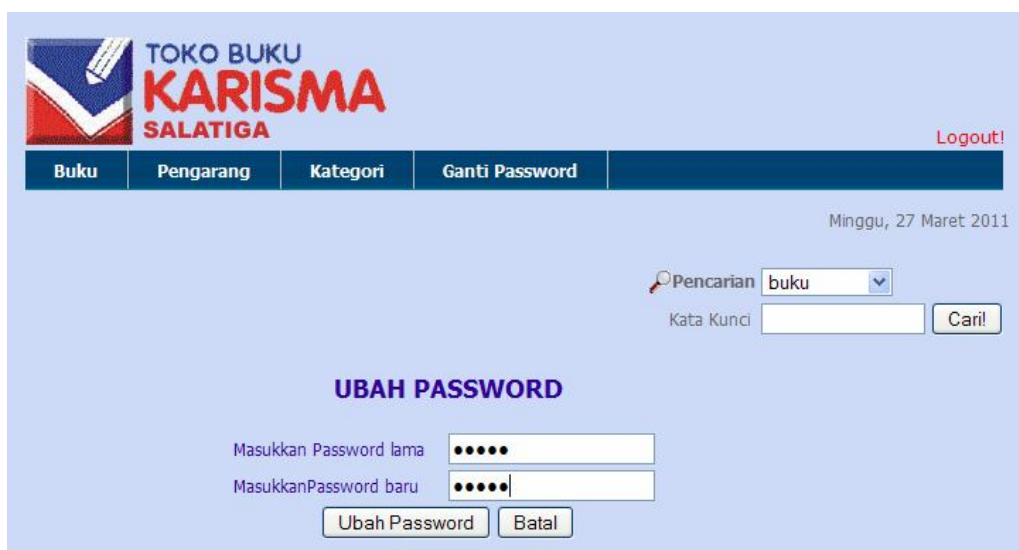 TOKO BUKU
KARISMA
SALATIGA
Logout!
Buku Pengarang Kategori Ganti Password
Minggu, 27 Maret 2011
Pencarian buku
Kata Kunci Cari!
UBAH PASSWORD
Masukkan Password lama •••••
MasukkanPassword baru •••••
Ubah Password Batal